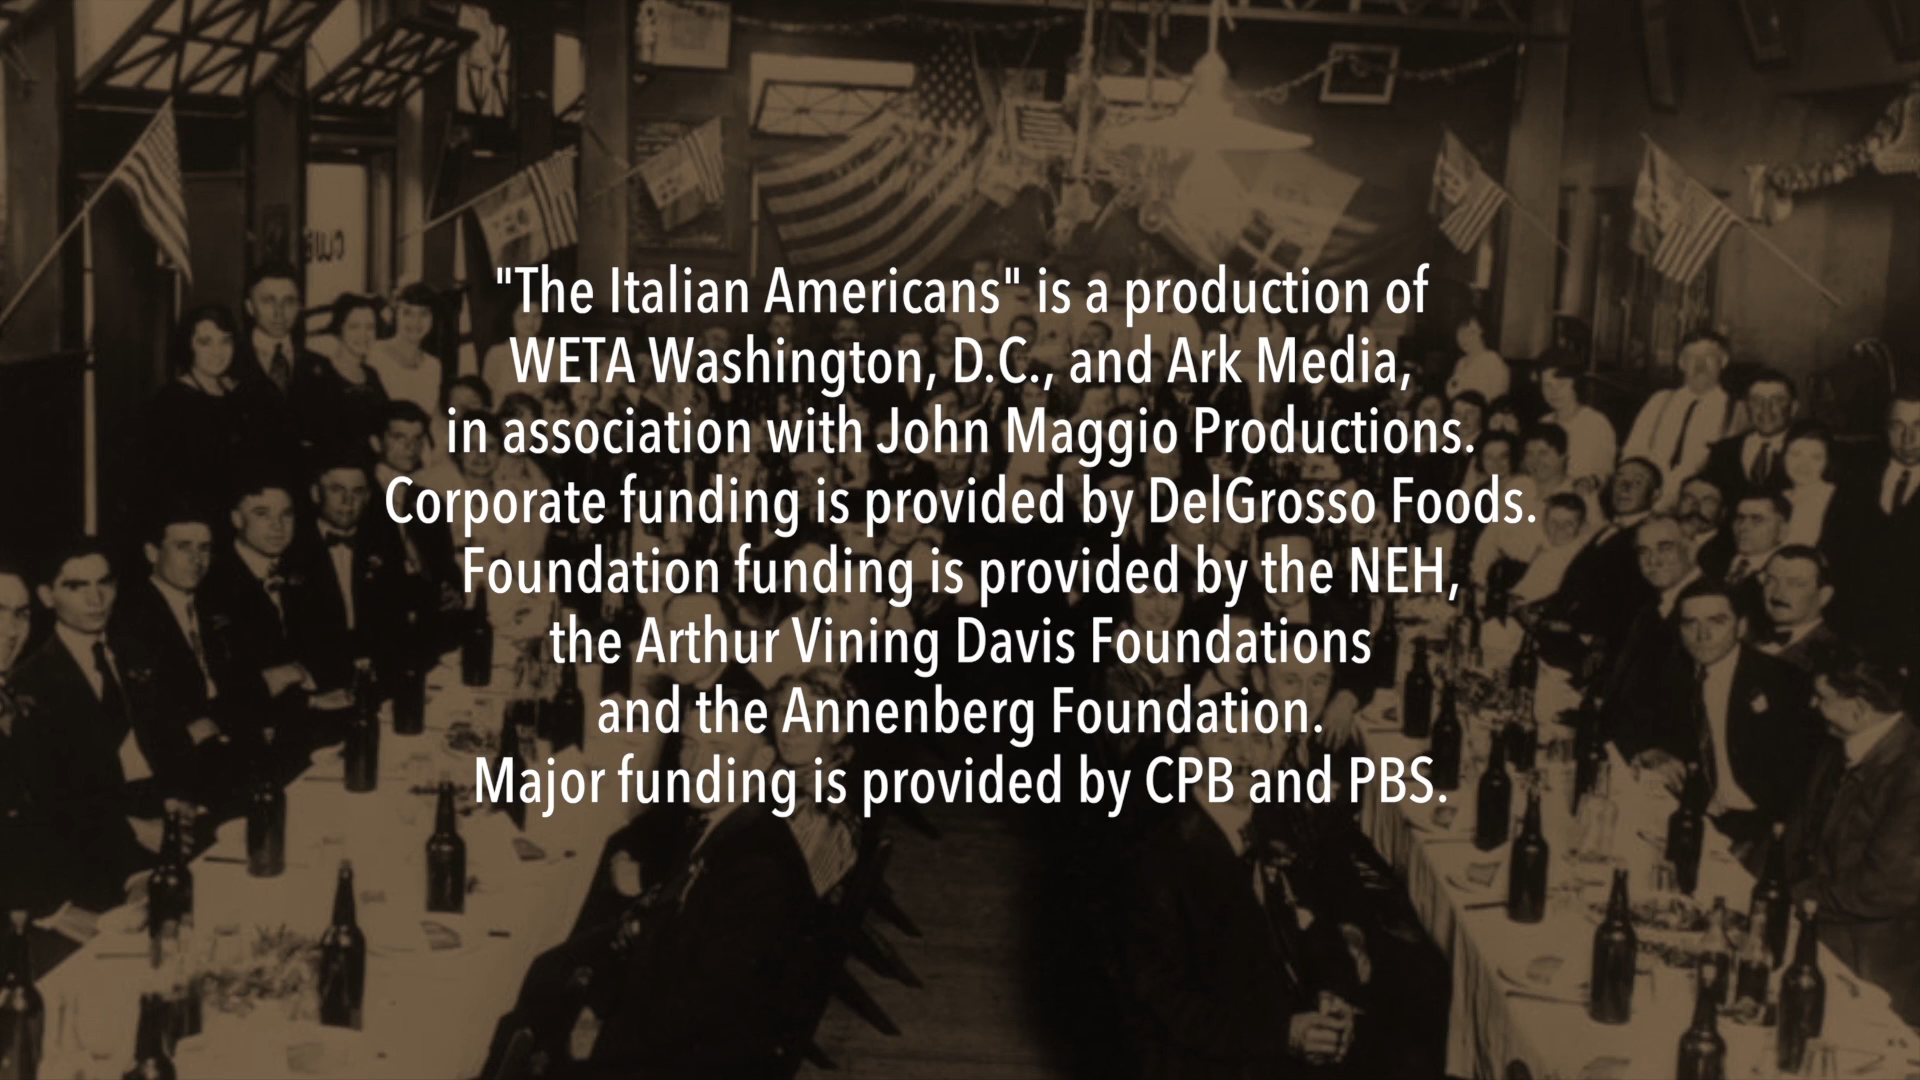 "The Italian Americans" is a production of
WETA Washington, D.C., and Ark Media,
in association with John Maggio Productions.
Corporate funding is provided by DelGrosso Foods.
Foundation funding is provided by the NEH,
the Arthur Vining Davis Foundations
and the Annenberg Foundation.
Major funding is provided by CPB and PBS.